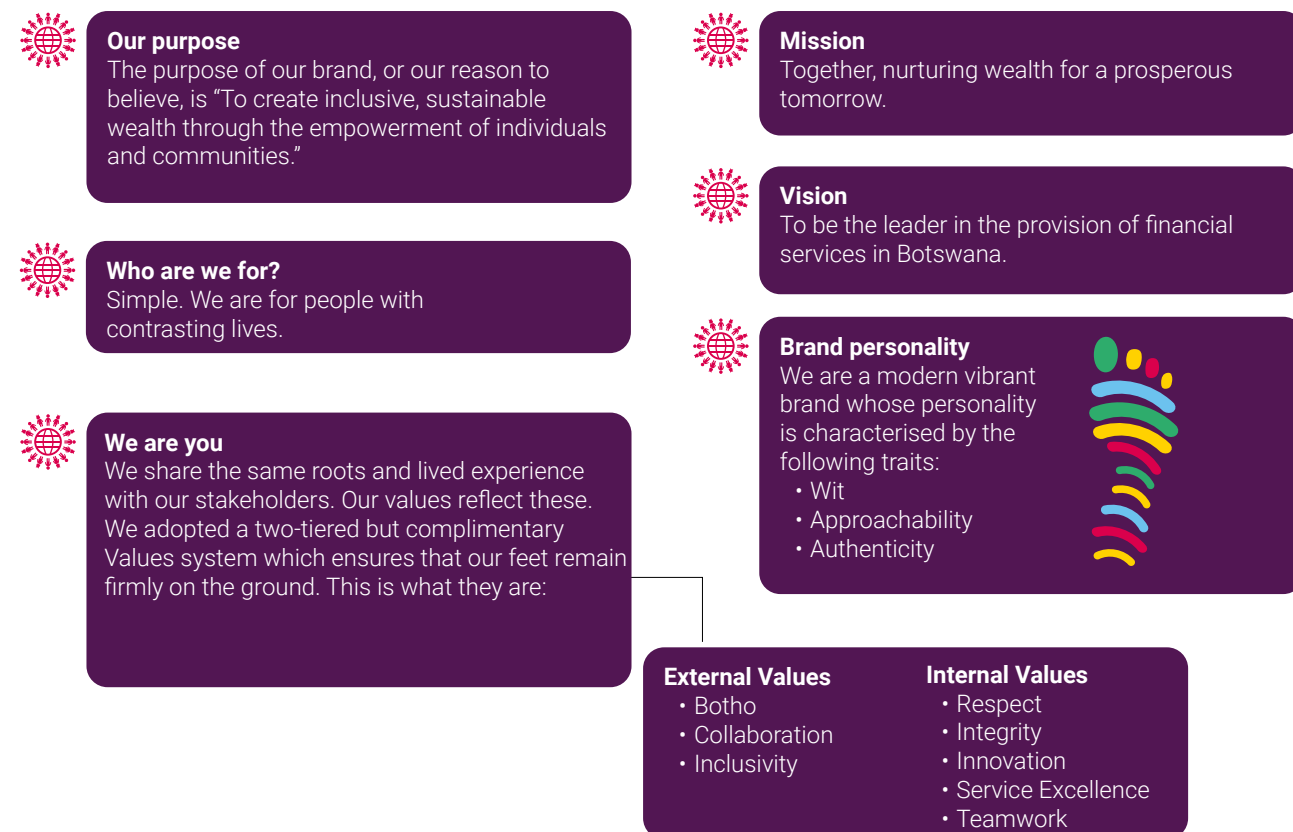 Our purpose
The purpose of our brand, or our reason to
believe, is “To create inclusive, sustainable
wealth through the empowerment of individuals
and communities.”
Who are we for?
Simple. We are for people with
contrasting lives.
We are you
We share the same roots and lived experience
with our stakeholders. Our values reflect these.
We adopted a two-tiered but complimentary
Values system which ensures that our feet remain
firmly on the ground. This is what they are:
Mission
Together, nurturing wealth for a prosperous
tomorrow.
Vision
To be the leader in the provision of financial
services in Botswana.
Brand personality
We are a modern vibrant
brand whose personality
is characterised by the
following traits:
• Wit
• Approachability
• Authenticity
External Values
• Botho
• Collaboration
• Inclusivity
Internal Values
• Respect
• Integrity
• Innovation
• Service Excellence
• Teamwork